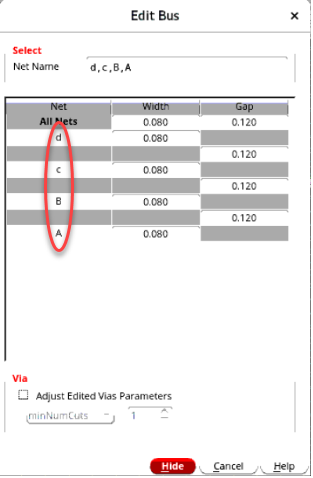 Edit Bus ×
Select
Net Name d,c,B,A
Net Width Gap
All Nets 0.080 0.120
d 0.080
0.120
c 0.080
0.120
B 0.080
0.120
A 0.080
Via
Adjust Edited Vias Parameters
minNumCuts 1
Hide Cancel Help